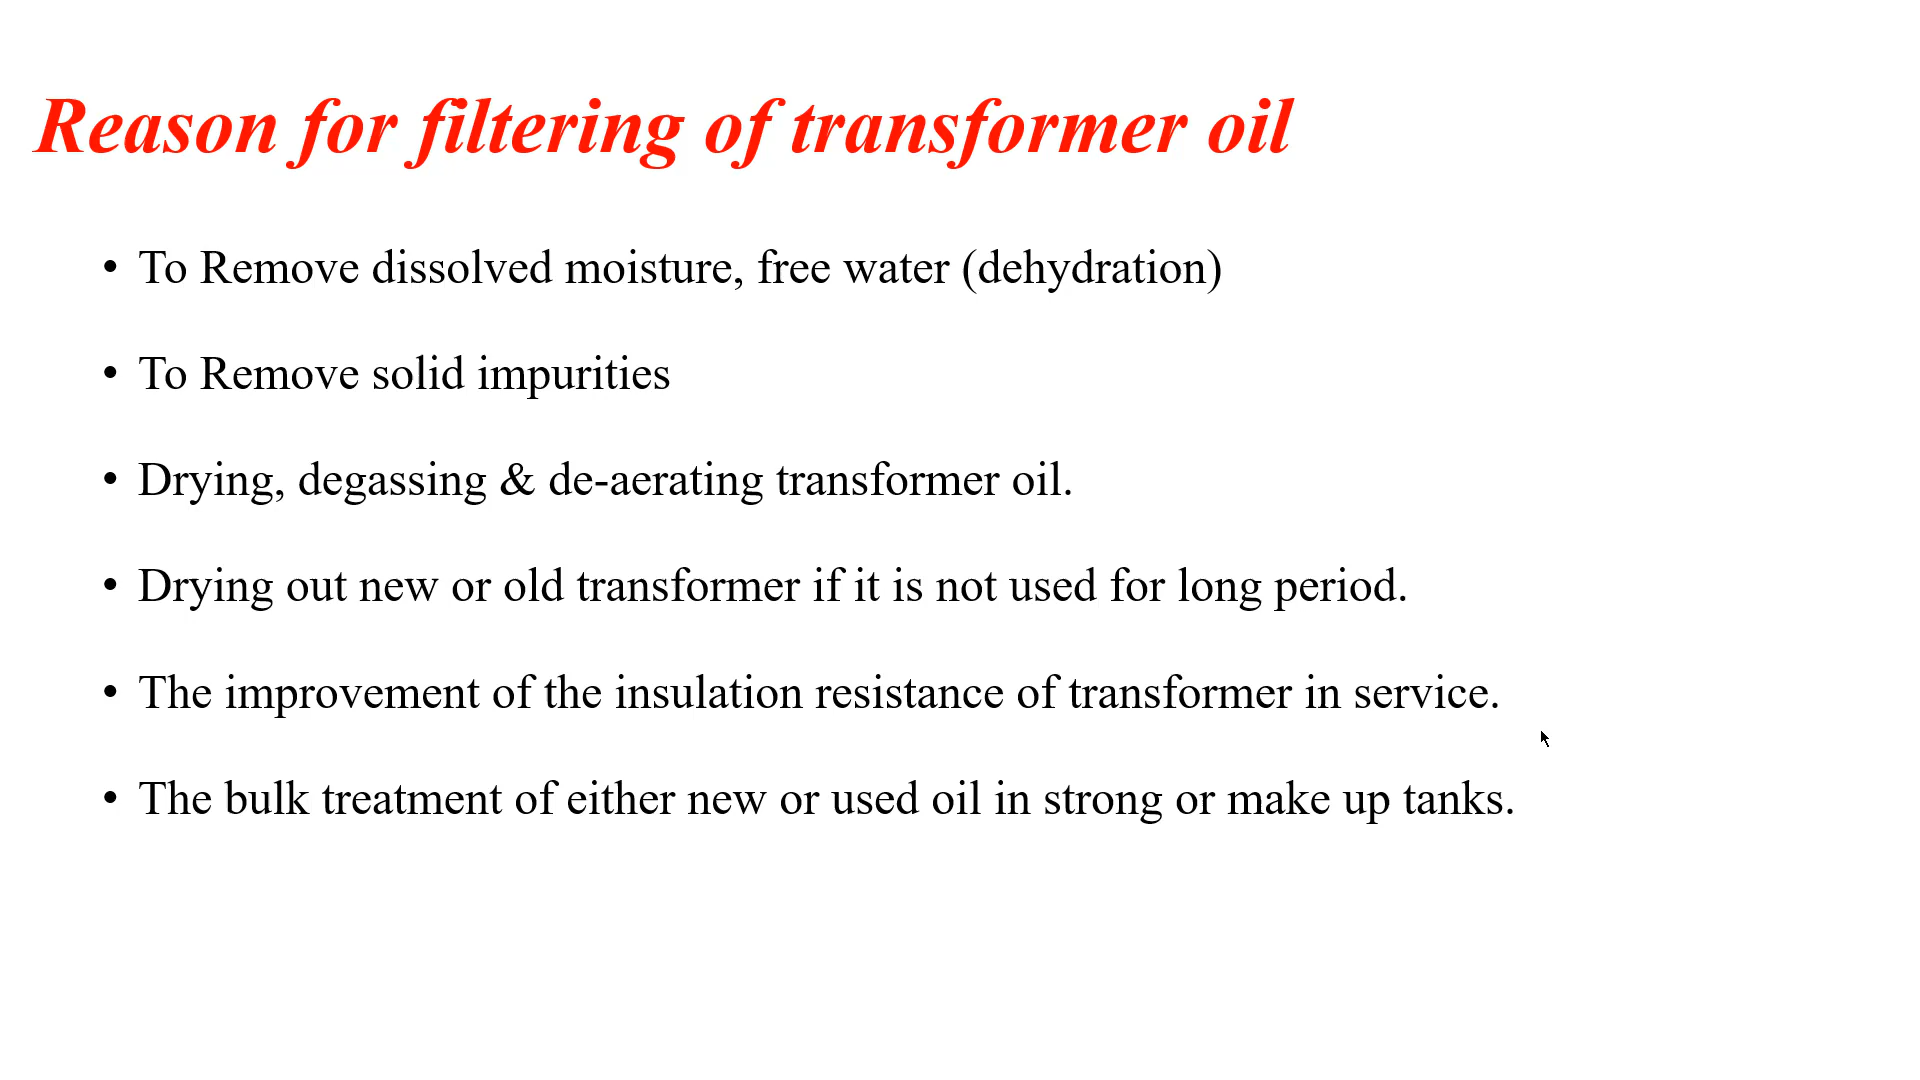 Reason for filtering of transformer oil
• To Remove dissolved moisture, free water (dehydration)
• To Remove solid impurities
• Drying, degassing & de-aerating transformer oil.
• Drying out new or old transformer if it is not used for long period.
• The improvement of the insulation resistance of transformer in service.
• The bulk treatment of either new or used oil in strong or make up tanks.